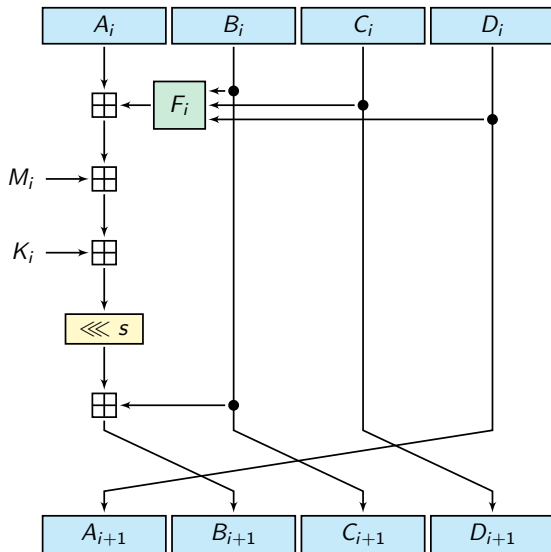 A_i B_i C_i D_i
F_i
M_i
K_i
⋘ s
A_{i+1} B_{i+1} C_{i+1} D_{i+1}